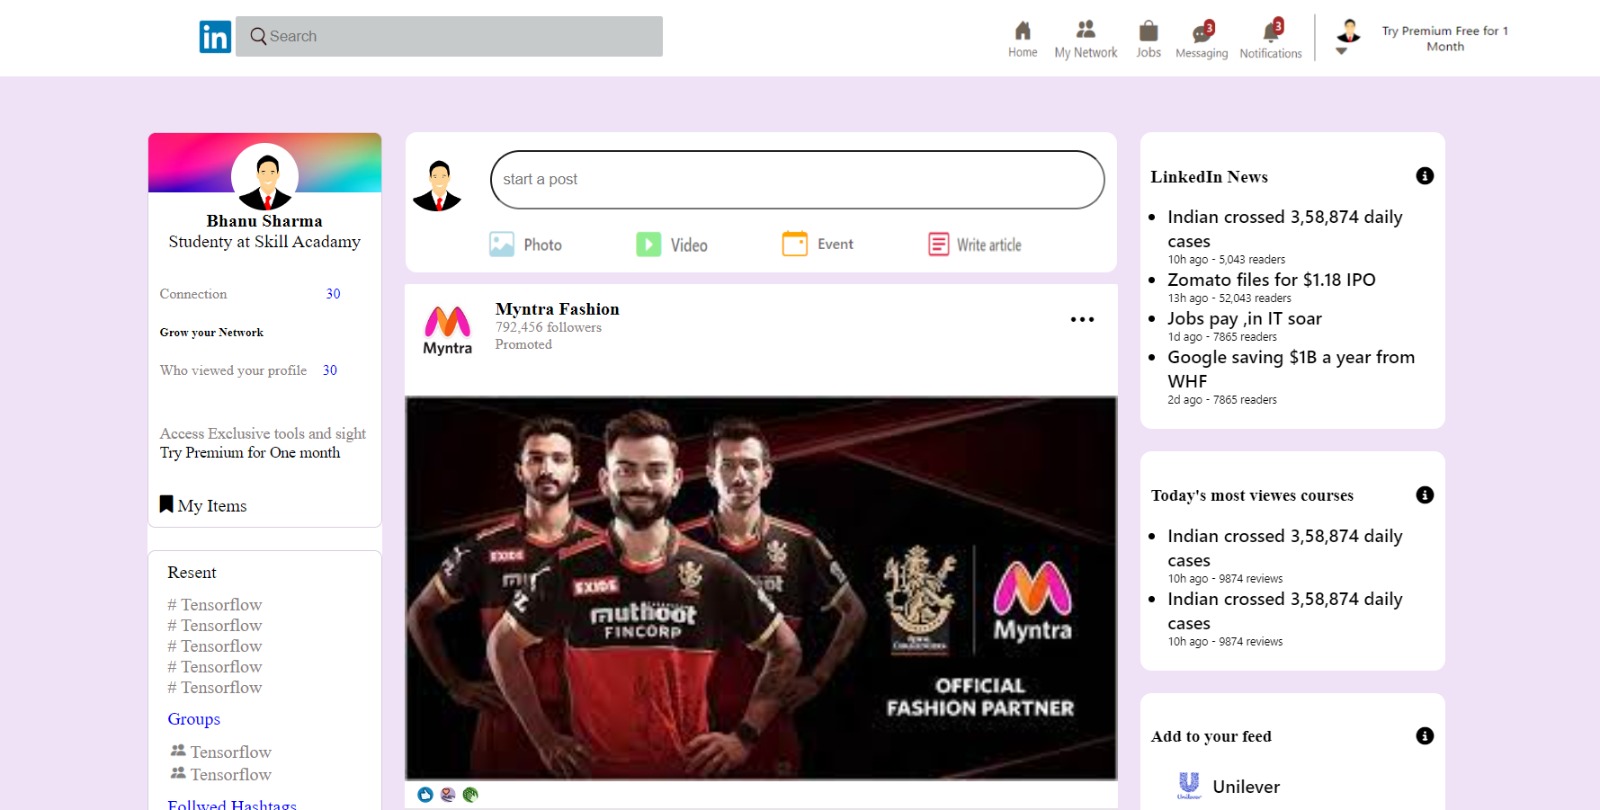 in
Search
Home
My Network
Jobs
3
Messaging
3
Notifications
Try Premium Free for 1
Month
Bhanu Sharma
Studenty at Skill Acadamy
Connection 30
Grow your Network
Who viewed your profile 30
Access Exclusive tools and sight
Try Premium for One month
My Items
Resent
# Tensorflow
# Tensorflow
# Tensorflow
# Tensorflow
# Tensorflow
Groups
Tensorflow
Tensorflow
Follwed Hashtags
start a post
Photo
Video
Event
Write article
Myntra
Myntra Fashion
792,456 followers
Promoted
EXIDE
EXIDE
muthoot
FINCORP
Myntra
OFFICIAL
FASHION PARTNER
LinkedIn News
Indian crossed 3,58,874 daily
cases
10h ago - 5,043 readers
Zomato files for $1.18 IPO
13h ago - 52,043 readers
Jobs pay ,in IT soar
1d ago - 7865 readers
Google saving $1B a year from
WHF
2d ago - 7865 readers
Today's most viewes courses
Indian crossed 3,58,874 daily
cases
10h ago - 9874 reviews
Indian crossed 3,58,874 daily
cases
10h ago - 9874 reviews
Add to your feed
Unilever
Unilever